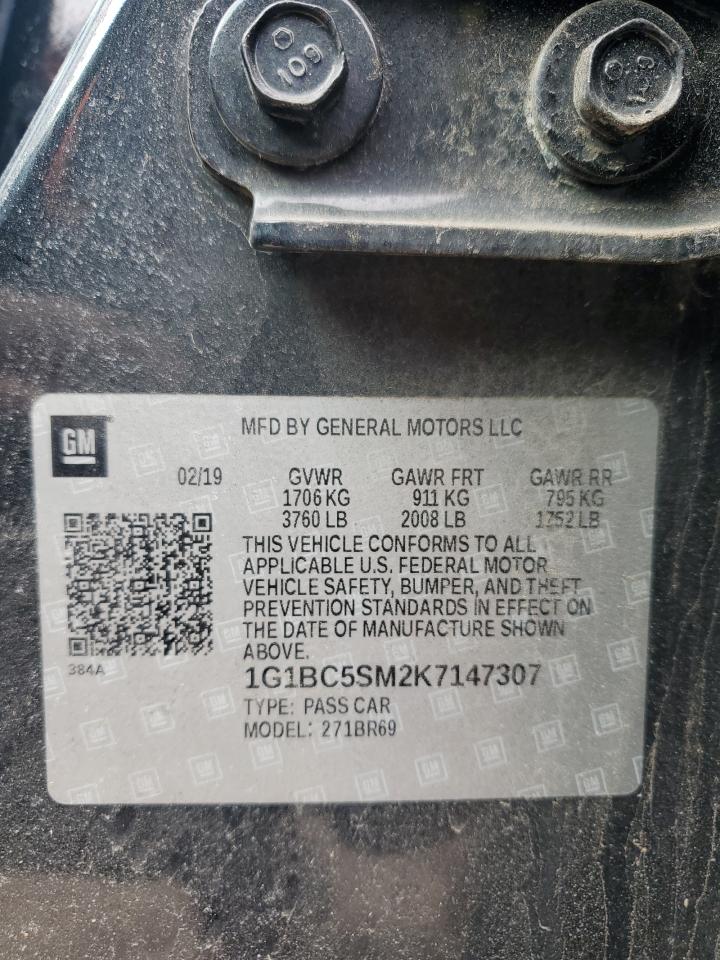 109
GM
MFD BY GENERAL MOTORS LLC
02/19 GVWR GAWR FRT GAWR RR
1706 KG 911 KG 795 KG
3760 LB 2008 LB 1752 LB
THIS VEHICLE CONFORMS TO ALL
APPLICABLE U.S. FEDERAL MOTOR
VEHICLE SAFETY, BUMPER, AND THEFT
PREVENTION STANDARDS IN EFFECT ON
THE DATE OF MANUFACTURE SHOWN
ABOVE.
384A
1G1BC5SM2K7147307
TYPE: PASS CAR
MODEL: 271BR69